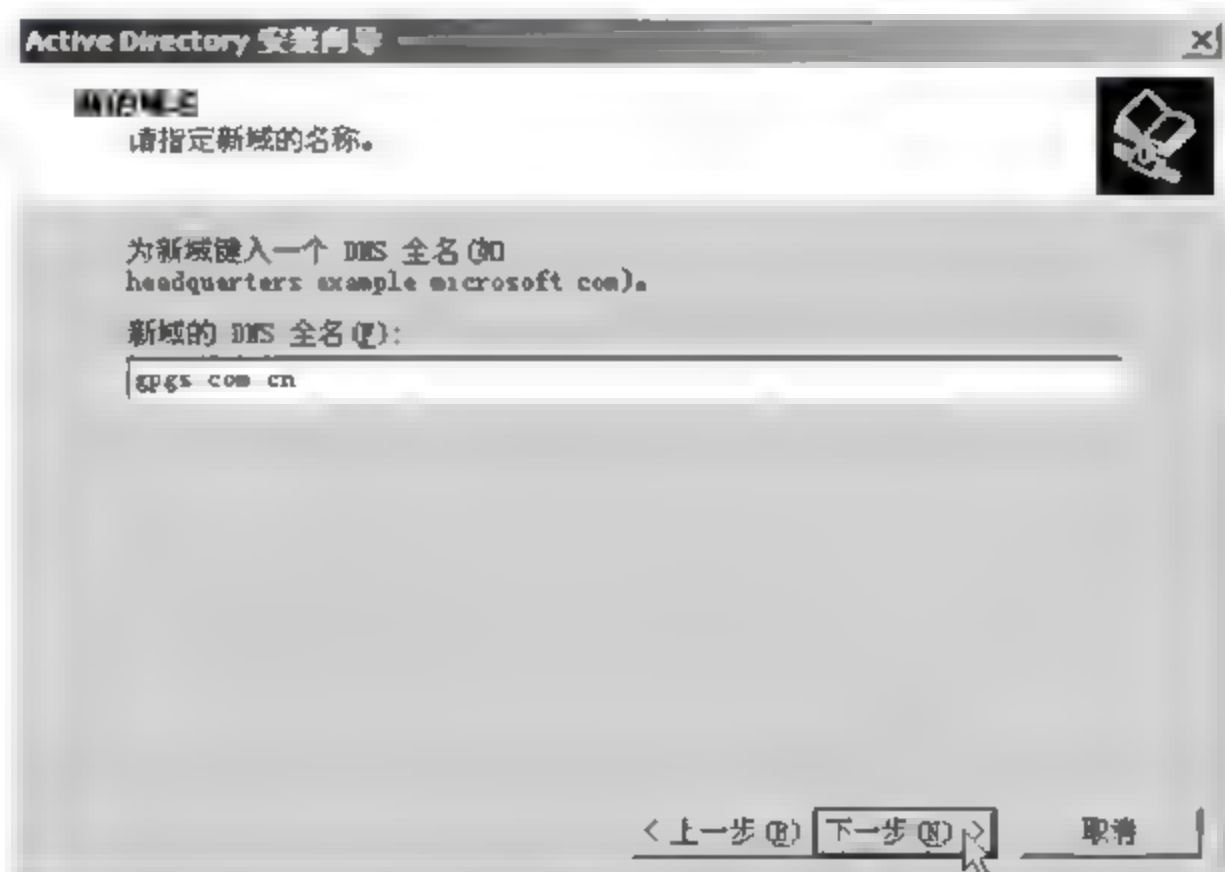 Active Directory 安装向导
请指定新域的名称。
为新域键入一个 DNS 全名(如
headquarters example microsoft com)。
新域的 DNS 全名(F):
gpgs com cn
< 上一步(B)
下一步(N) >
取消